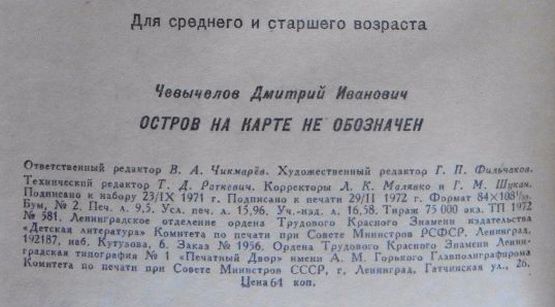 Для среднего и старшего возраста
Чевычелов Дмитрий Иванович
ОСТРОВ НА КАРТЕ НЕ ОБОЗНАЧЕН
Ответственный редактор В. А. Чикмарёв. Художественный редактор Г. П. Фильчаков.
Технический редактор Т. Д. Раткевич. Корректоры Л. К. Малявко и Г. М. Шукан.
Подписано к набору 23/IX 1971 г. Подписано к печати 29/II 1972 г. Формат 84×108¹/₃₂.
Бум. № 2. Печ. л. 9,5. Усл. печ. л. 15,96. Уч.-изд. л. 16,58. Тираж 75 000 экз. ТП 1972
№ 581. Ленинградское отделение ордена Трудового Красного Знамени издательства
«Детская литература» Комитета по печати при Совете Министров РСФСР. Ленинград,
192187, наб. Кутузова, 6. Заказ № 1956. Ордена Трудового Красного Знамени Ленин-
градская типография № 1 «Печатный Двор» имени А. М. Горького Главполиграфпрома
Комитета по печати при Совете Министров СССР, г. Ленинград, Гатчинская ул., 26.
Цена 64 коп.